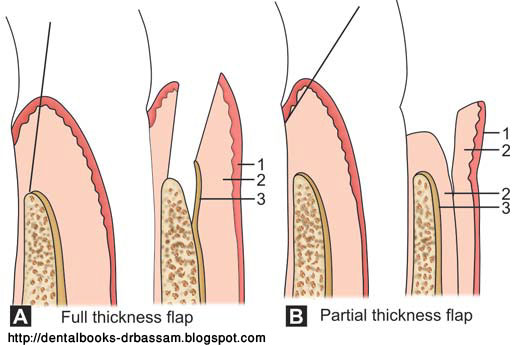 1
2
3
1
2
2
3
A Full thickness flap
B Partial thickness flap
http://dentalbooks-drbassam.blogspot.com